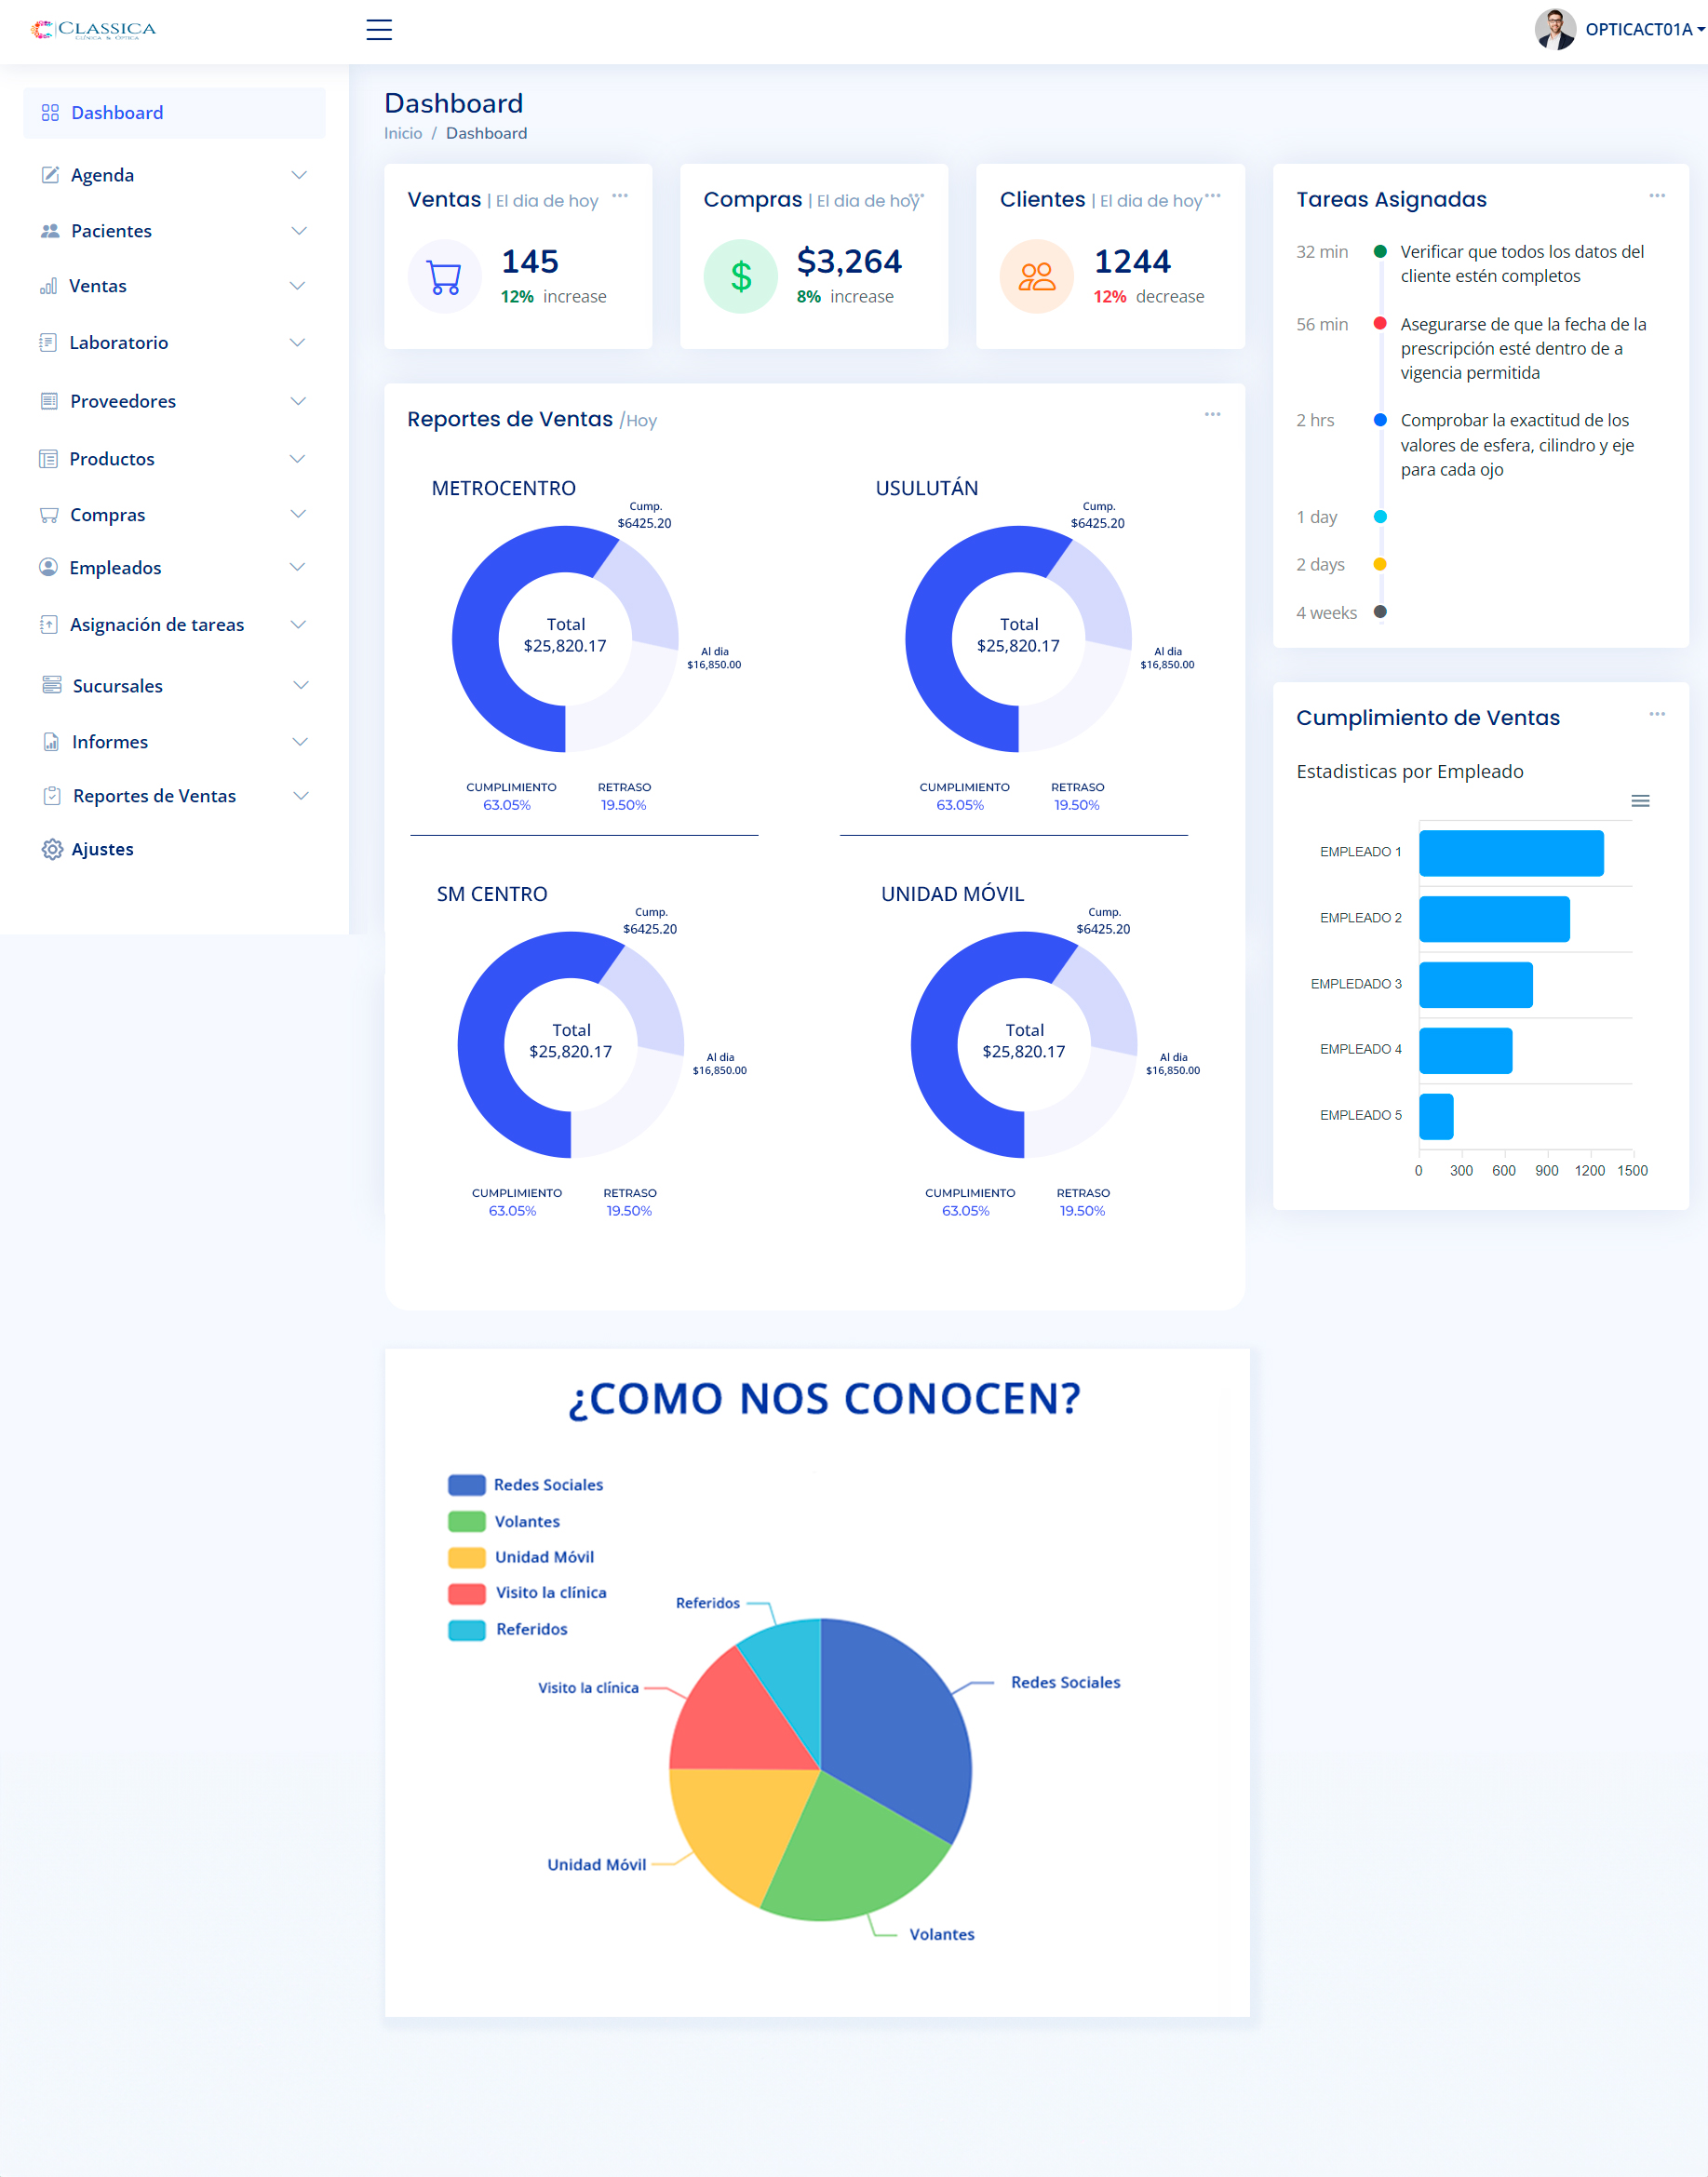 CLASSICA
CLÍNICA & ÓPTICA
OPTICACT01A
Dashboard
Agenda
Pacientes
Ventas
Laboratorio
Proveedores
Productos
Compras
Empleados
Asignación de tareas
Sucursales
Informes
Reportes de Ventas
Ajustes
Dashboard
Inicio / Dashboard
Ventas | El dia de hoy
145
12% increase
Compras | El dia de hoy
$3,264
8% increase
Clientes | El dia de hoy
1244
12% decrease
Reportes de Ventas /Hoy
METROCENTRO
Cump.
$6425.20
Total
$25,820.17
Al dia
$16,850.00
CUMPLIMIENTO RETRASO
63.05% 19.50%
USULUTÁN
Cump.
$6425.20
Total
$25,820.17
Al dia
$16,850.00
CUMPLIMIENTO RETRASO
63.05% 19.50%
SM CENTRO
Cump.
$6425.20
Total
$25,820.17
Al dia
$16,850.00
CUMPLIMIENTO RETRASO
63.05% 19.50%
UNIDAD MÓVIL
Cump.
$6425.20
Total
$25,820.17
Al dia
$16,850.00
CUMPLIMIENTO RETRASO
63.05% 19.50%
Tareas Asignadas
32 min Verificar que todos los datos del
cliente estén completos
56 min Asegurarse de que la fecha de la
prescripción esté dentro de a
vigencia permitida
2 hrs Comprobar la exactitud de los
valores de esfera, cilindro y eje
para cada ojo
1 day
2 days
4 weeks
Cumplimiento de Ventas
Estadisticas por Empleado
EMPLEADO 1
EMPLEADO 2
EMPLEDADO 3
EMPLEADO 4
EMPLEADO 5
0 300 600 900 1200 1500
¿COMO NOS CONOCEN?
Redes Sociales
Volantes
Unidad Móvil
Visito la clínica
Referidos
Referidos
Redes Sociales
Visito la clínica
Unidad Móvil
Volantes